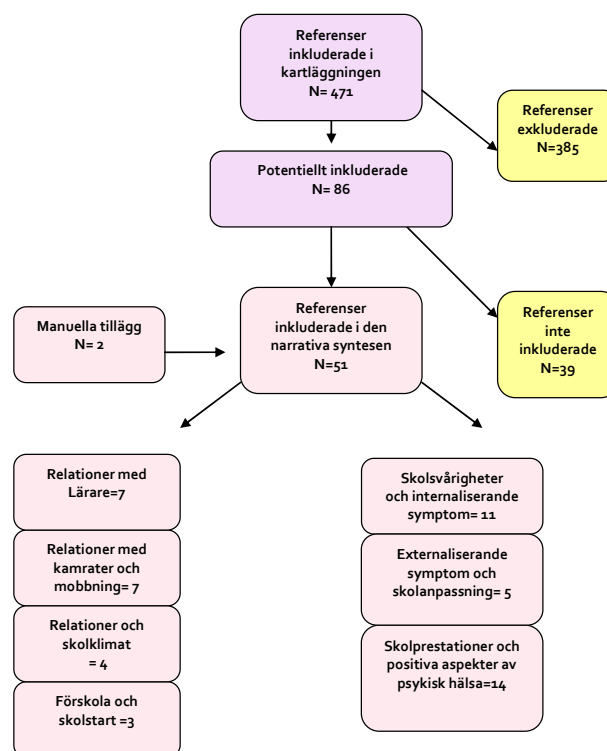 Referenser
inkluderade i
kartläggningen
N= 471
Referenser
exkluderade
N=385
Potentiellt inkluderade
N= 86
Manuella tillägg
N= 2
Referenser
inkluderade i den
narrativa syntesen
N=51
Referenser
inte
inkluderade
N=39
Relationer med
Lärare=7
Relationer med
kamrater och
mobbning= 7
Relationer och
skolklimat
= 4
Förskola och
skolstart =3
Skolsvårigheter
och internaliserande
symptom= 11
Externaliserande
symptom och
skolanpassning= 5
Skolprestationer och
positiva aspekter av
psykisk hälsa=14